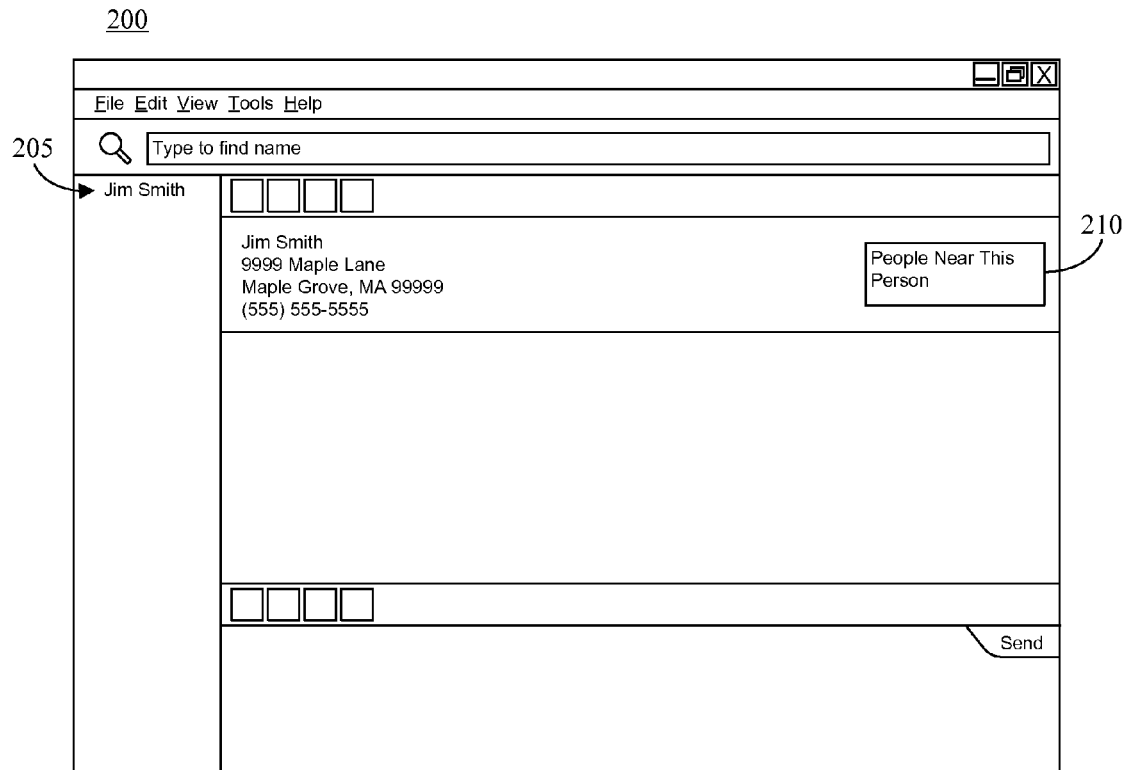 200
X
File Edit View Tools Help
205
Type to find name
Jim Smith
210
Jim Smith
9999 Maple Lane
Maple Grove, MA 99999
(555) 555-5555
People Near This
Person
Send